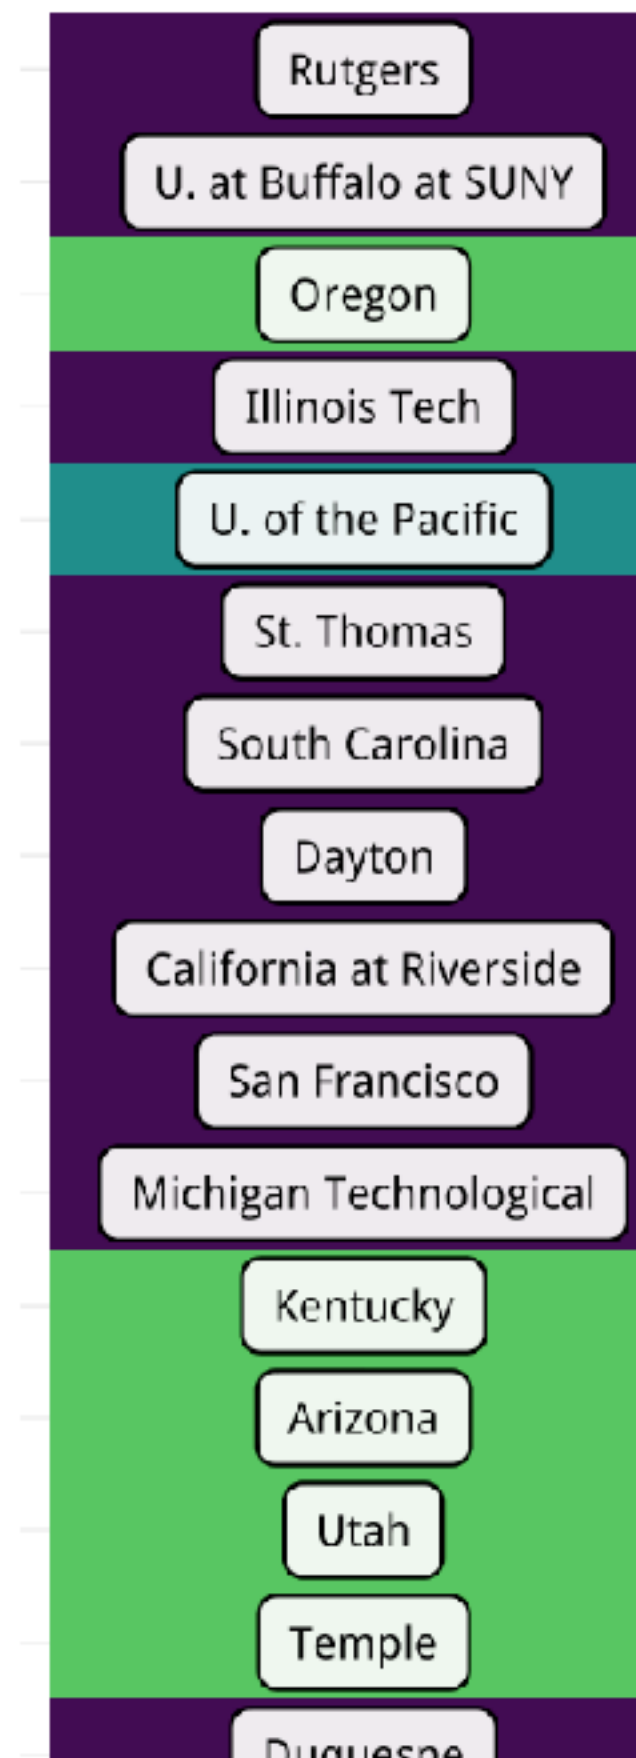 Rutgers
U. at Buffalo at SUNY
Oregon
Illinois Tech
U. of the Pacific
St. Thomas
South Carolina
Dayton
California at Riverside
San Francisco
Michigan Technological
Kentucky
Arizona
Utah
Temple
Duquesne